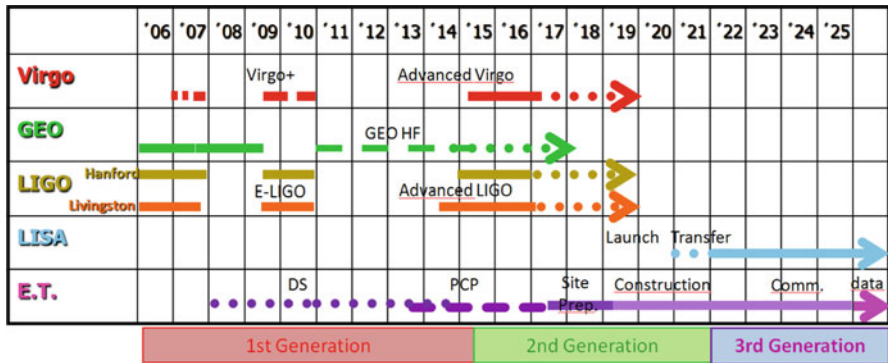 '06 '07 '08 '09 '10 '11 '12 '13 '14 '15 '16 '17 '18 '19 '20 '21 '22 '23 '24 '25
Virgo Virgo+ Advanced Virgo
GEO GEO HF
LIGO Hanford
E-LIGO Advanced LIGO
Livingston
LISA Launch Transfer
E.T. DS PCP Site Construction Comm. data
Prep.
1st Generation 2nd Generation 3rd Generation